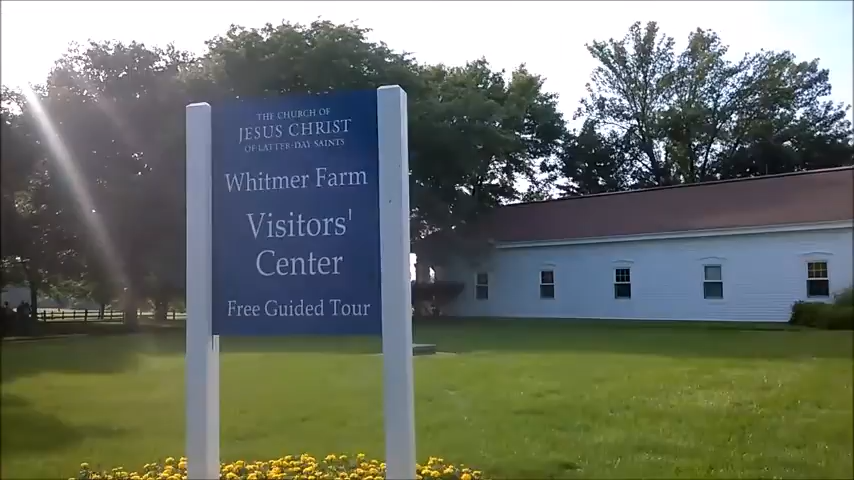 THE CHURCH OF
JESUS CHRIST
OF LATTER-DAY SAINTS
Whitmer Farm
Visitors'
Center
Free Guided Tour